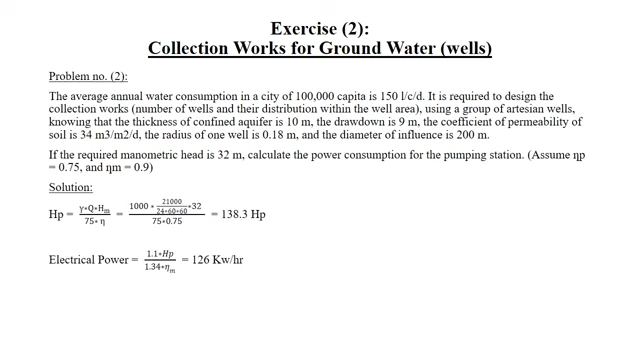 Exercise (2):
Collection Works for Ground Water (wells)
Problem no. (2):
The average annual water consumption in a city of 100,000 capita is 150 l/c/d. It is required to design the
collection works (number of wells and their distribution within the well area), using a group of artesian wells,
knowing that the thickness of confined aquifer is 10 m, the drawdown is 9 m, the coefficient of permeability of
soil is 34 m3/m2/d, the radius of one well is 0.18 m, and the diameter of influence is 200 m.
If the required manometric head is 32 m, calculate the power consumption for the pumping station. (Assume ηp
= 0.75, and ηm = 0.9)
Solution:
Hp = γ∗Q∗Hm / 75∗ η = 1000 ∗ 21000 / 24∗60∗60 ∗32 / 75∗0.75 = 138.3 Hp
Electrical Power = 1.1∗Hp / 1.34∗ηm = 126 Kw/hr